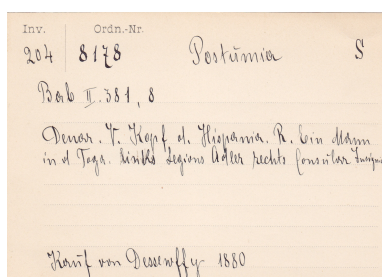 Inv. Ordn.-Nr.
204 8178 Postumia S
Bab II. 381, 8
Denar. V. Kopf d. Hispania. R. Ein Mann
in d Toga. links Legions Adler rechts Consular Insign
Kauf von Dessewffy 1880